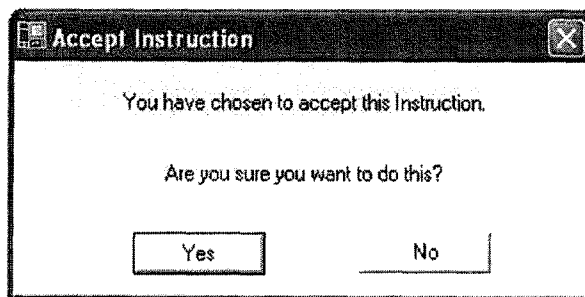 Accept Instruction
You have chosen to accept this Instruction.
Are you sure you want to do this?
Yes No